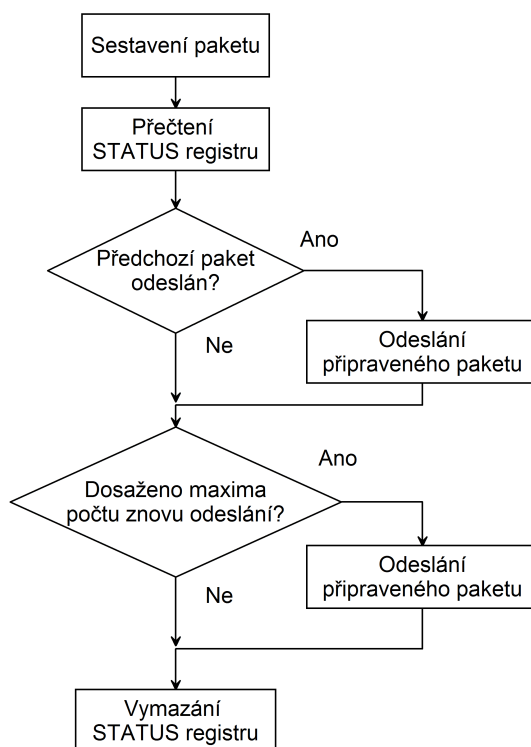 Sestavení paketu
Přečtení
STATUS registru
Ano
Předchozí paket
odeslán?
Ne
Odeslání
připraveného paketu
Ano
Dosaženo maxima
počtu znovu odeslání?
Ne
Odeslání
připraveného paketu
Vymazání
STATUS registru